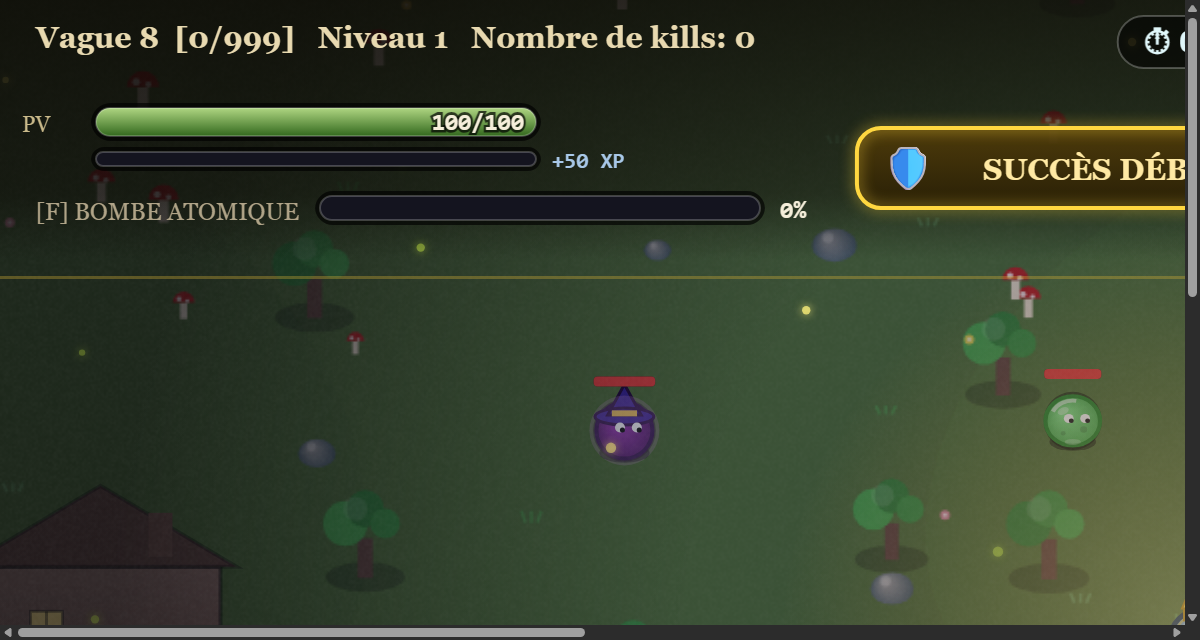 Vague 8 [0/999] Niveau 1 Nombre de kills: 0
PV 100/100
+50 XP
SUCCÈS
[F] BOMBE ATOMIQUE 0%